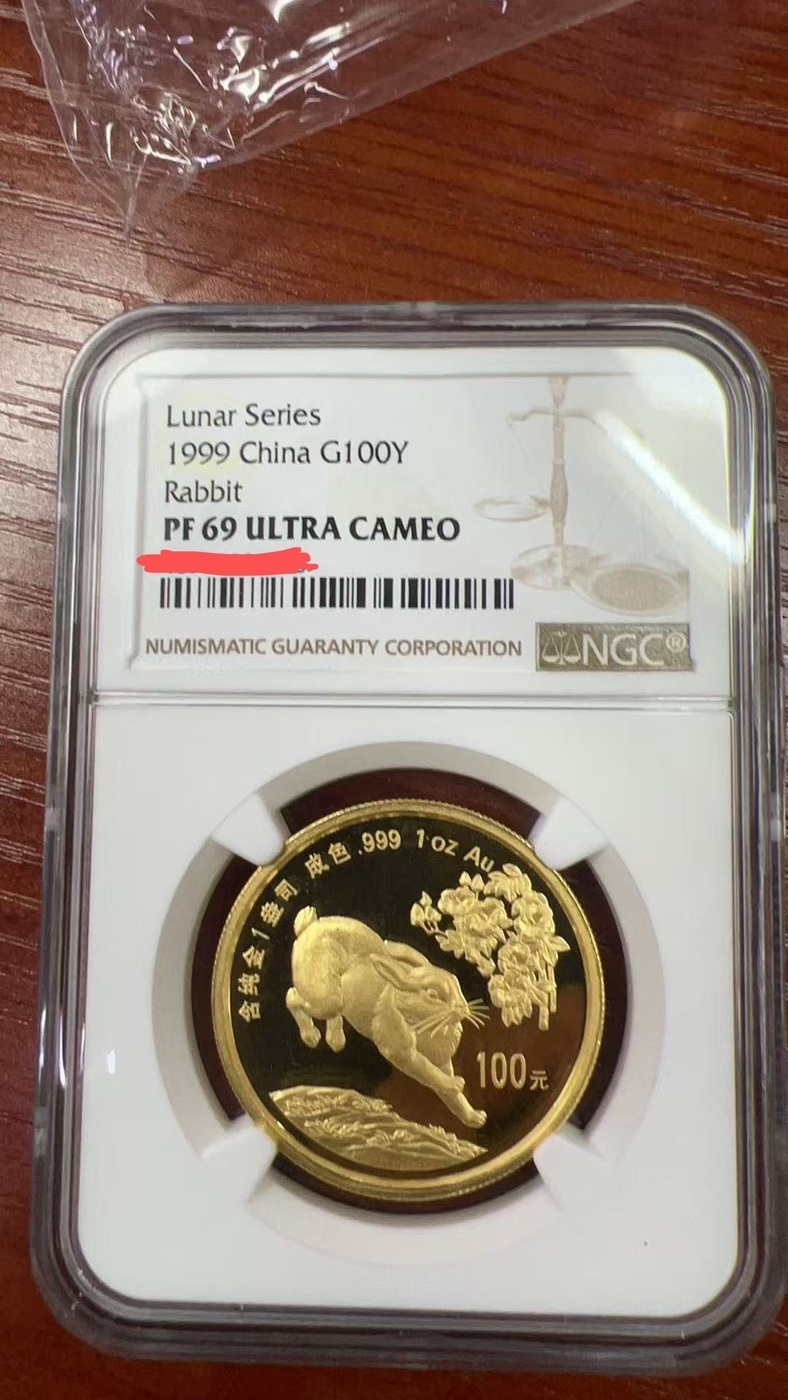 Lunar Series
1999 China G100Y
Rabbit
PF 69 ULTRA CAMEO
NUMISMATIC GUARANTY CORPORATION
NGC®
含纯金1盎司 成色.999 1oz Au
100元